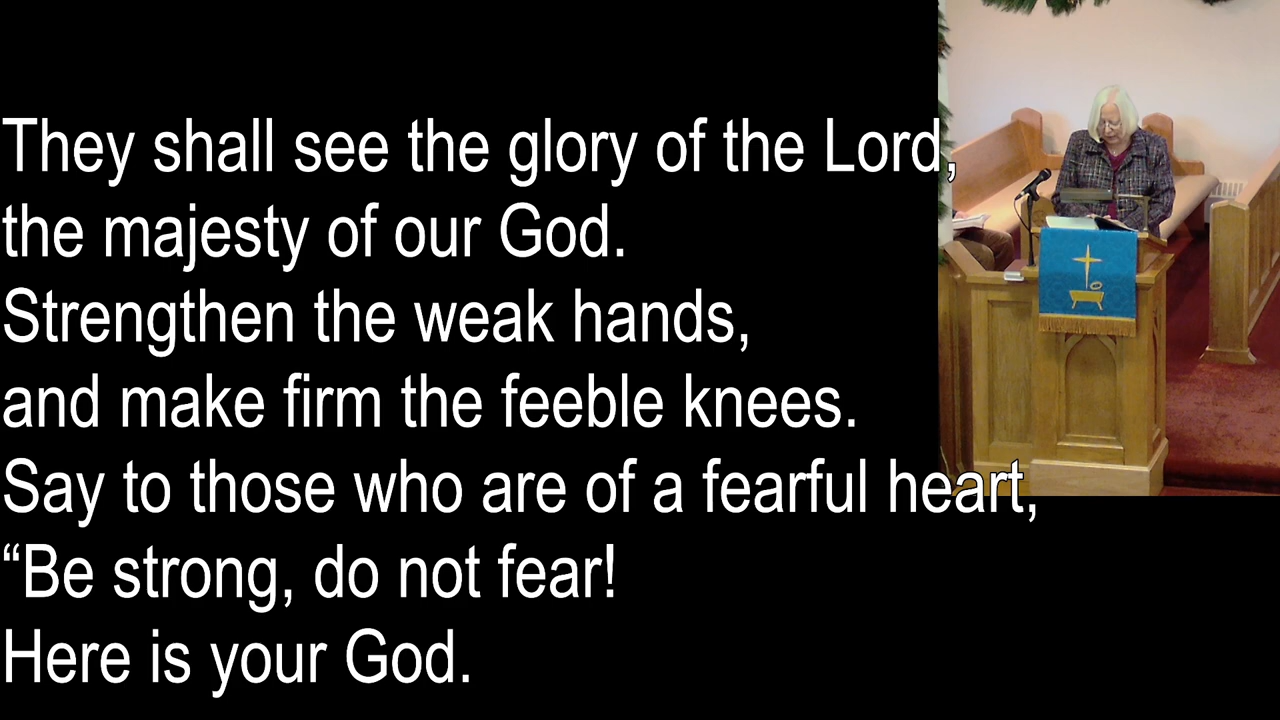 They shall see the glory of the Lord,
the majesty of our God.
Strengthen the weak hands,
and make firm the feeble knees.
Say to those who are of a fearful heart,
“Be strong, do not fear!
Here is your God.